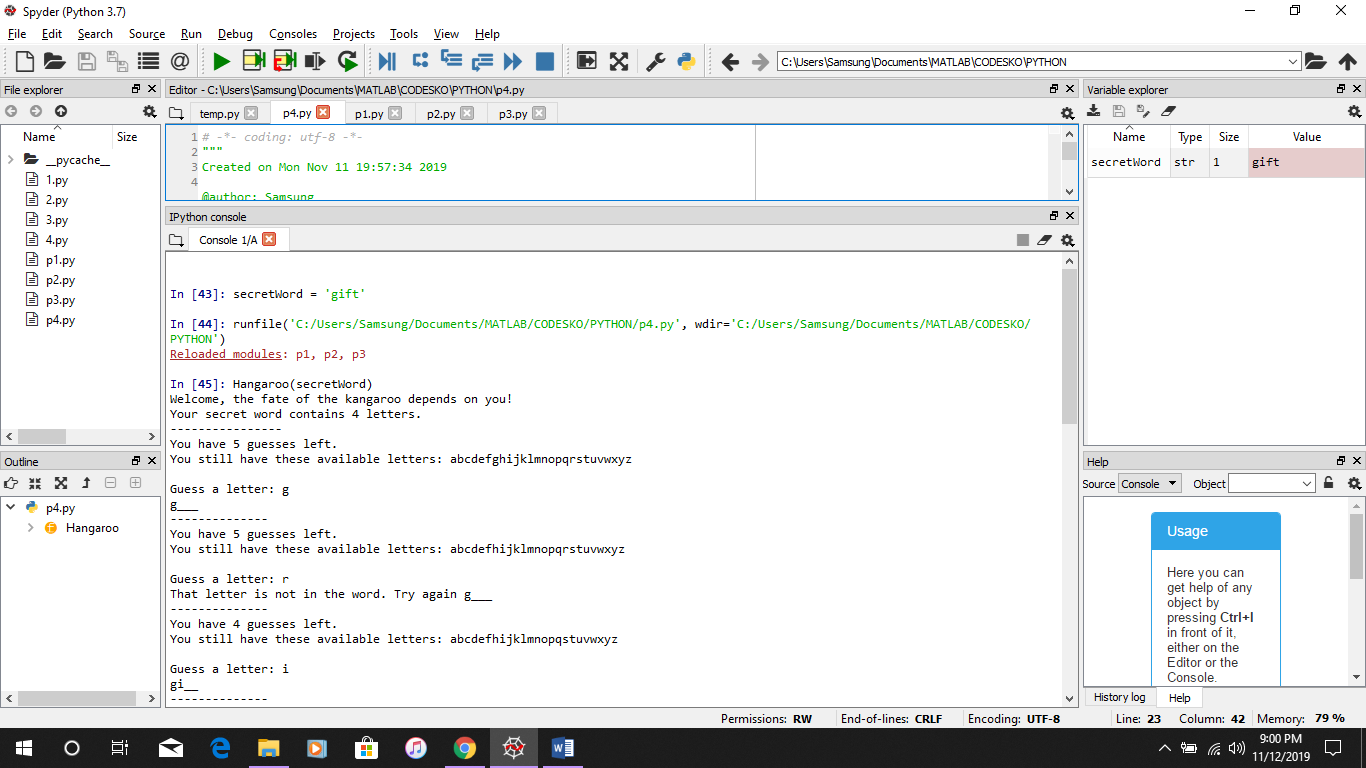 Spyder (Python 3.7)
File Edit Search Source Run Debug Consoles Projects Tools View Help
C:\Users\Samsung\Documents\MATLAB\CODESKO\PYTHON
File explorer
Name Size
__pycache__
1.py
2.py
3.py
4.py
p1.py
p2.py
p3.py
p4.py
Outline
p4.py
Hangaroo
Editor - C:\Users\Samsung\Documents\MATLAB\CODESKO\PYTHON\p4.py
temp.py p4.py p1.py p2.py p3.py
1 # -*- coding: utf-8 -*-
2 """
3 Created on Mon Nov 11 19:57:34 2019
4
@author: Samsung
IPython console
Console 1/A
In [43]: secretWord = 'gift'
In [44]: runfile('C:/Users/Samsung/Documents/MATLAB/CODESKO/PYTHON/p4.py', wdir='C:/Users/Samsung/Documents/MATLAB/CODESKO/
PYTHON')
Reloaded modules: p1, p2, p3
In [45]: Hangaroo(secretWord)
Welcome, the fate of the kangaroo depends on you!
Your secret word contains 4 letters.
----------------
You have 5 guesses left.
You still have these available letters: abcdefghijklmnopqrstuvwxyz
Guess a letter: g
g___
--------------
You have 5 guesses left.
You still have these available letters: abcdefhijklmnopqrstuvwxyz
Guess a letter: r
That letter is not in the word. Try again g___
--------------
You have 4 guesses left.
You still have these available letters: abcdefhijklmnopqstuvwxyz
Guess a letter: i
gi__
--------------
Variable explorer
Name Type Size Value
secretWord str 1 gift
Help
Source Console Object
Usage
Here you can
get help of any
object by
pressing Ctrl+I
in front of it,
either on the
Editor or the
Console.
History log Help
Permissions: RW End-of-lines: CRLF Encoding: UTF-8 Line: 23 Column: 42 Memory: 79 %
9:00 PM
11/12/2019